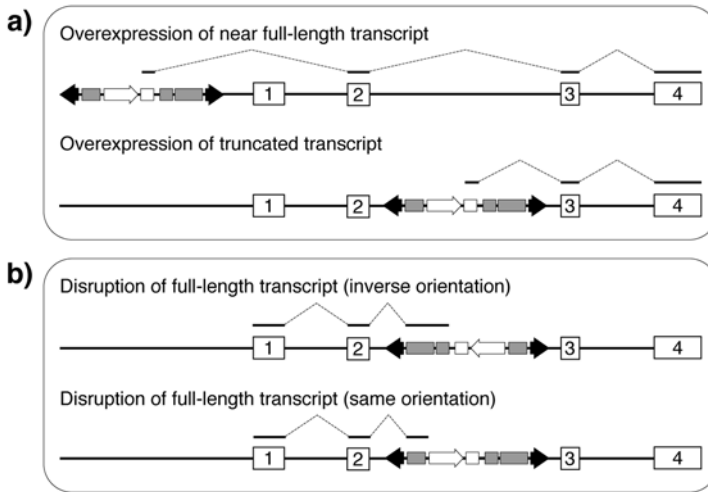 a)
Overexpression of near full-length transcript
1 2 3 4
Overexpression of truncated transcript
1 2 3 4
b)
Disruption of full-length transcript (inverse orientation)
1 2 3 4
Disruption of full-length transcript (same orientation)
1 2 3 4